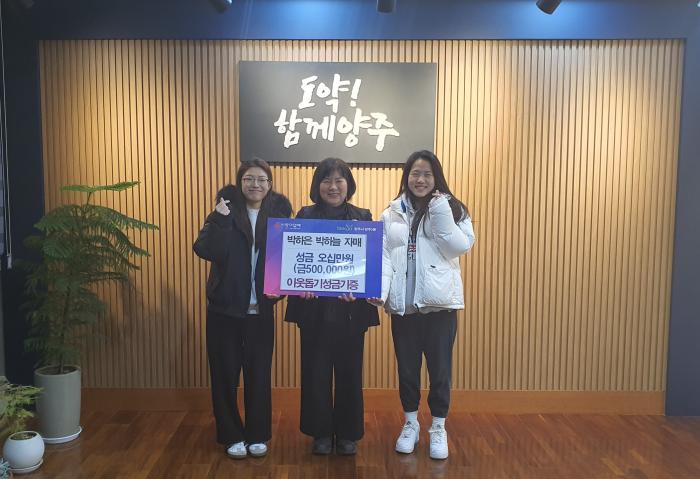 도약!
함께양주
박하은 박하늘 자매
성금 오십만원
(금500,000원)
이웃돕기성금기증